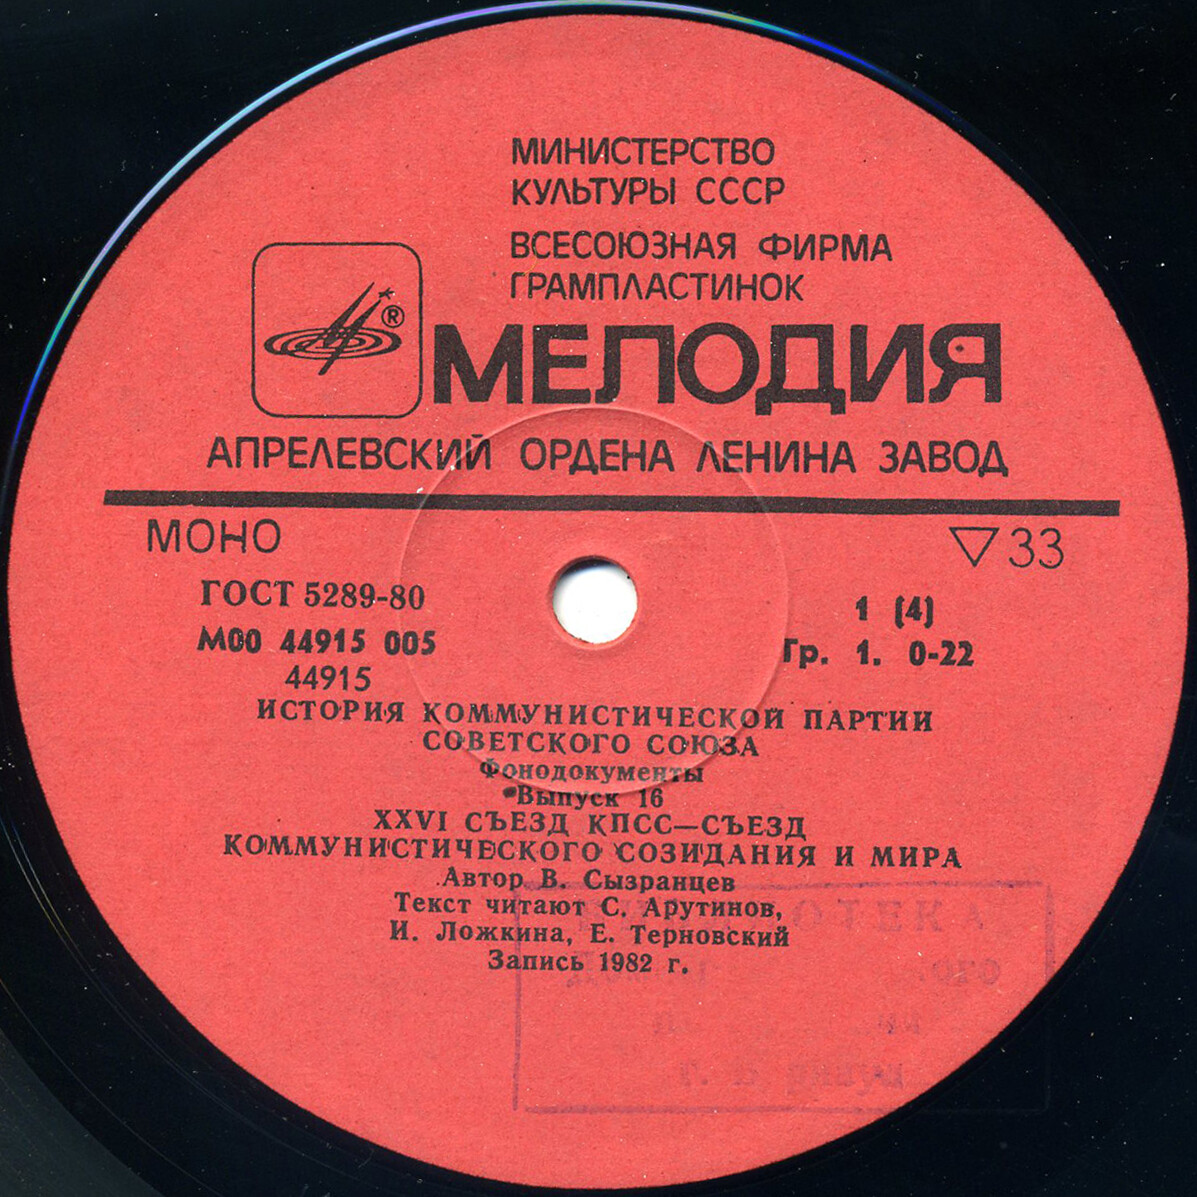 МИНИСТЕРСТВО
КУЛЬТУРЫ СССР
ВСЕСОЮЗНАЯ ФИРМА
ГРАМПЛАСТИНОК
®
МЕЛОДИЯ
АПРЕЛЕВСКИЙ ОРДЕНА ЛЕНИНА ЗАВОД
МОНО ▽33
ГОСТ 5289-80
1 (4)
М00 44915 005
Гр. 1. 0-22
44915
ИСТОРИЯ КОММУНИСТИЧЕСКОЙ ПАРТИИ
СОВЕТСКОГО СОЮЗА
Фонодокументы
Выпуск 16
XXVI СЪЕЗД КПСС—СЪЕЗД
КОММУНИСТИЧЕСКОГО СОЗИДАНИЯ И МИРА
Автор В. Сызранцев
Текст читают С. Арутинов,
И. Ложкина, Е. Терновский
Запись 1982 г.